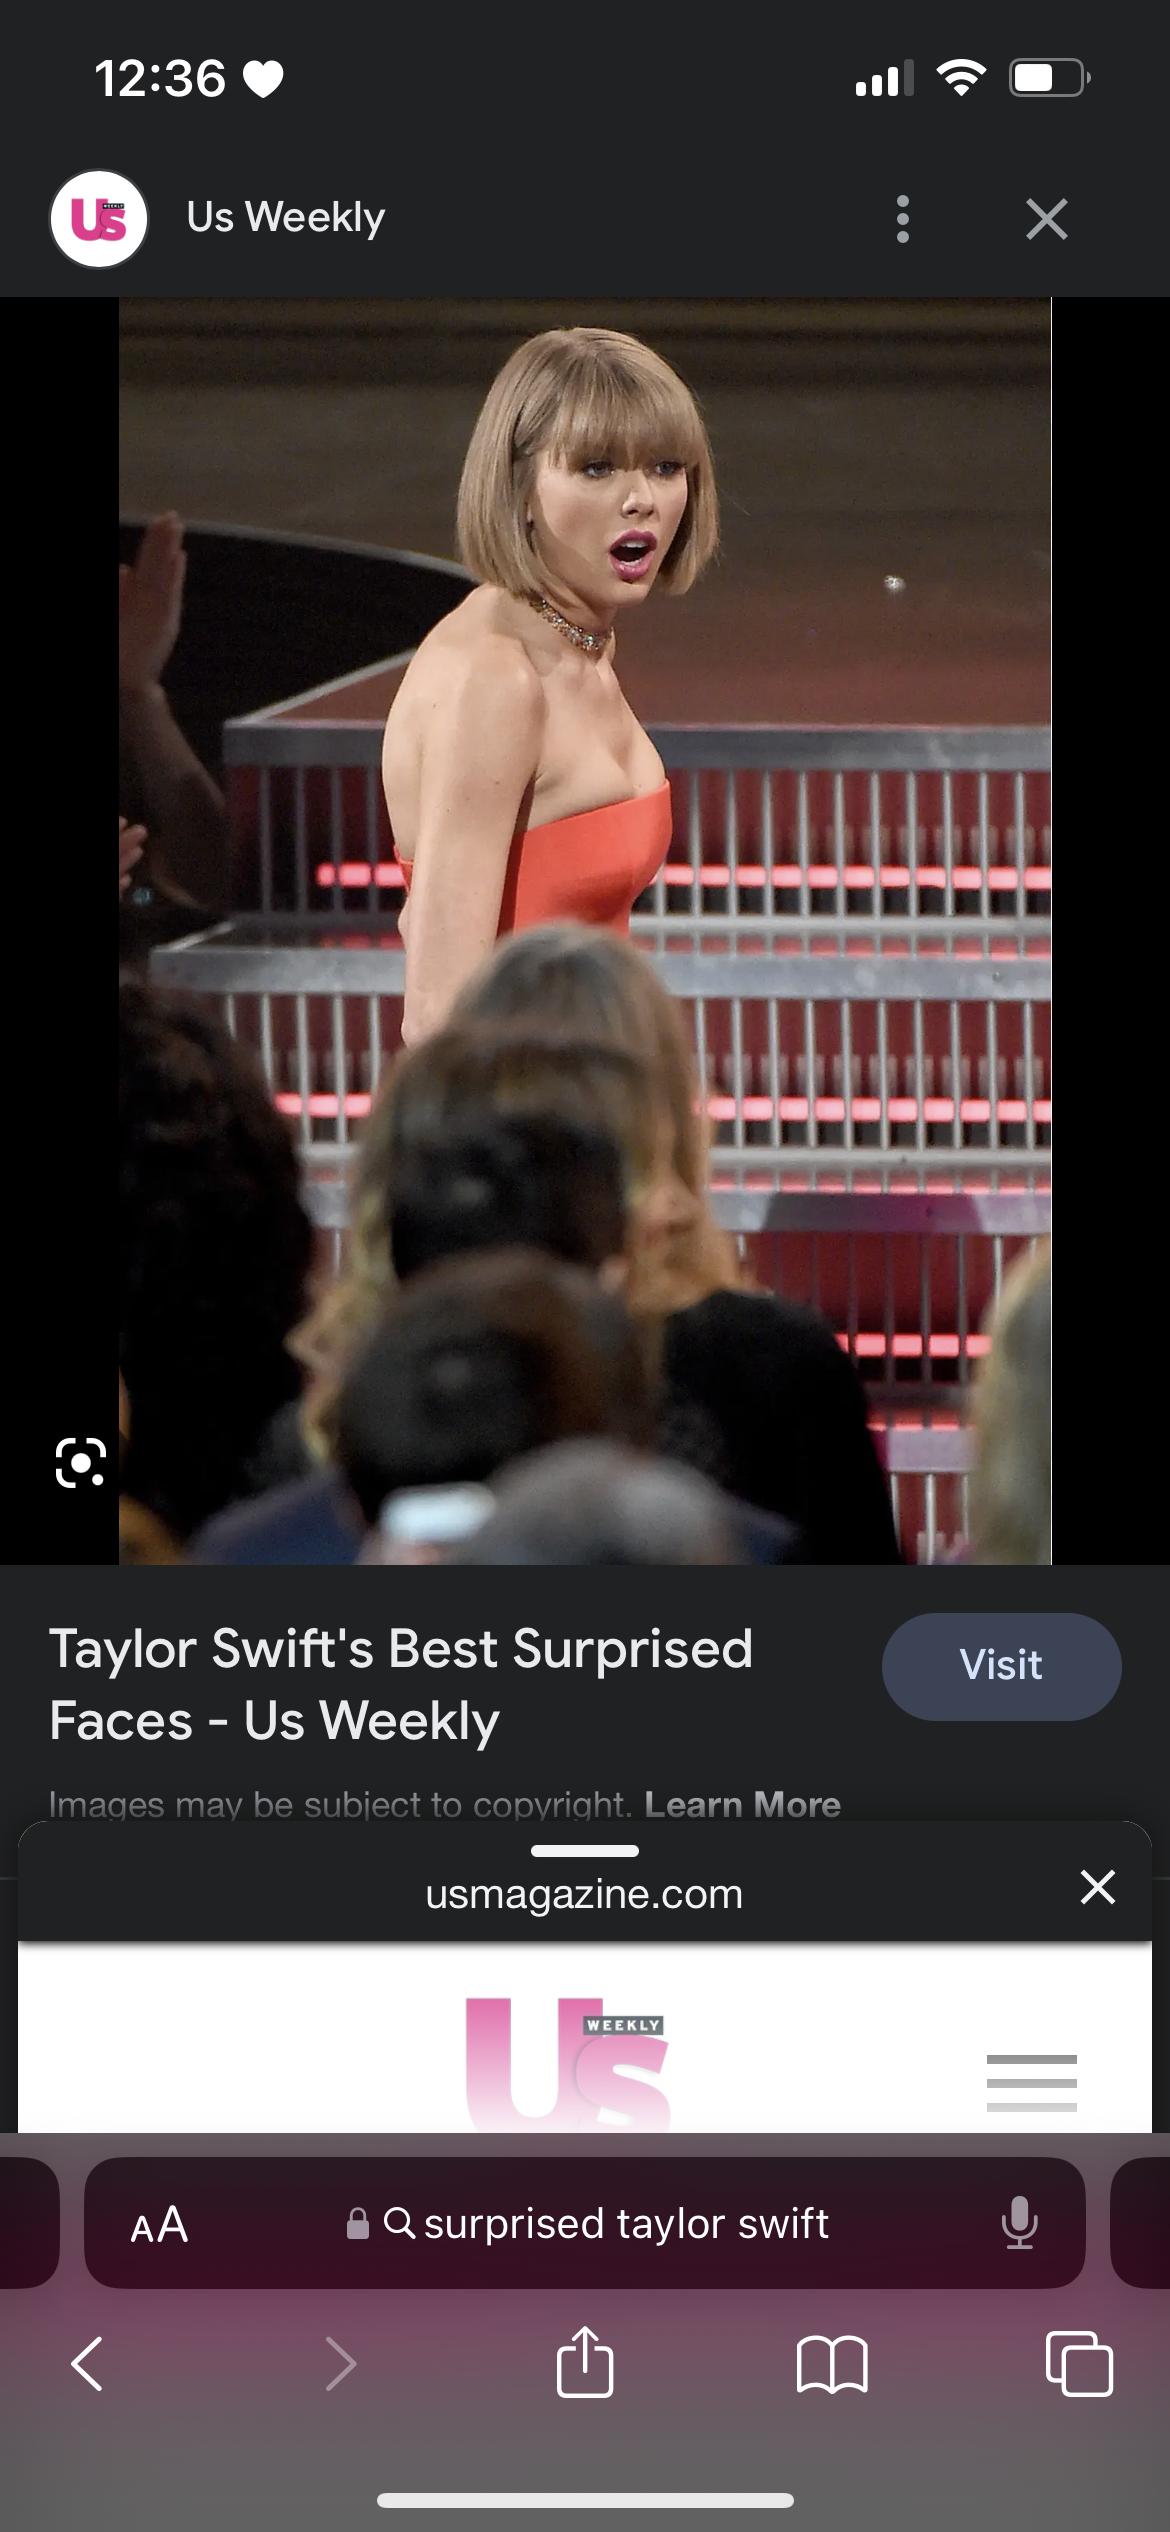 12:36
Us WEEKLY
Us Weekly
Taylor Swift's Best Surprised
Faces - Us Weekly
Visit
Images may be subject to copyright. Learn More
usmagazine.com
Us WEEKLY
AA
surprised taylor swift